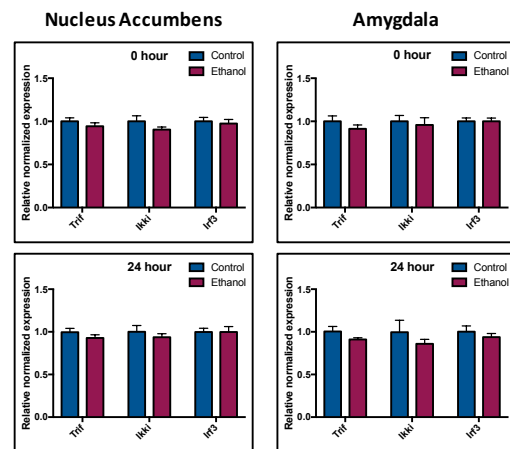 Nucleus Accumbens
Amygdala
0 hour
Control
Ethanol
Relative normalized expression
1.5
1.0
0.5
0.0
Trif
Ikki
Irf3
0 hour
Control
Ethanol
Relative normalized expression
1.5
1.0
0.5
0.0
Trif
Ikki
Irf3
24 hour
Control
Ethanol
Relative normalized expression
1.5
1.0
0.5
0.0
Trif
Ikki
Irf3
24 hour
Control
Ethanol
Relative normalized expression
1.5
1.0
0.5
0.0
Trif
Ikki
Irf3